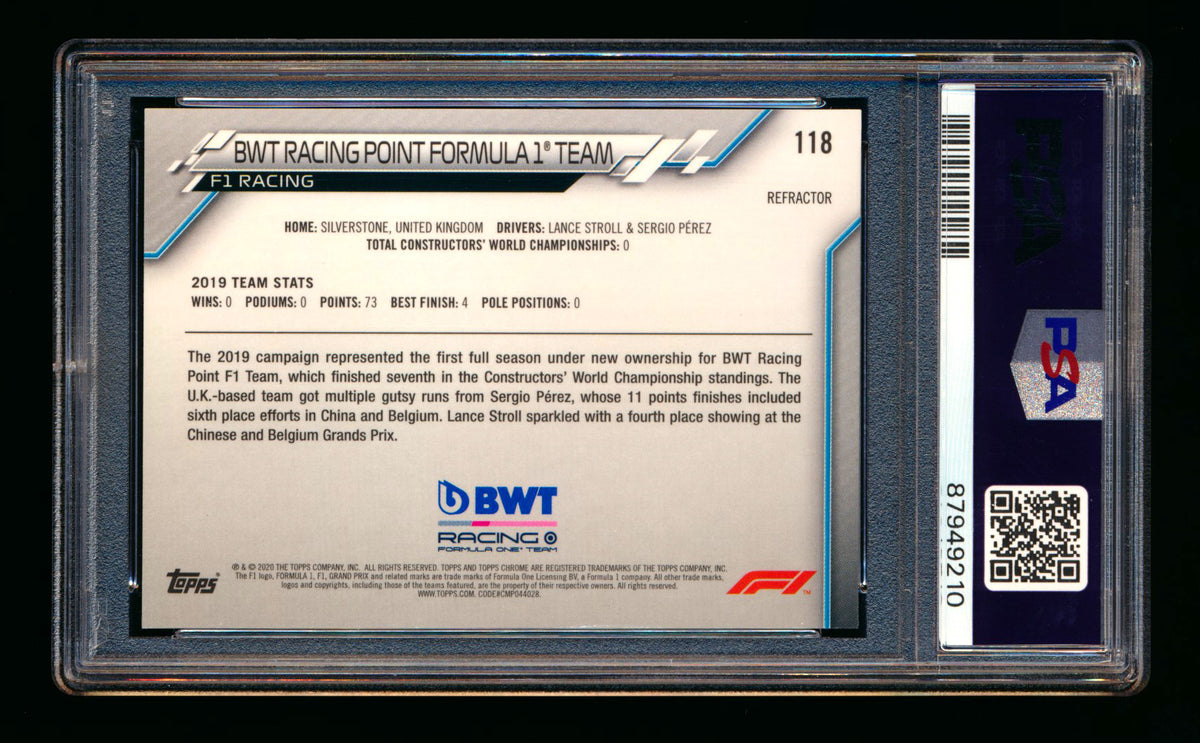 BWT RACING POINT FORMULA 1® TEAM
118
F1 RACING
REFRACTOR
HOME: SILVERSTONE, UNITED KINGDOM DRIVERS: LANCE STROLL & SERGIO PÉREZ
TOTAL CONSTRUCTORS' WORLD CHAMPIONSHIPS: 0
2019 TEAM STATS
WINS: 0 PODIUMS: 0 POINTS: 73 BEST FINISH: 4 POLE POSITIONS: 0
The 2019 campaign represented the first full season under new ownership for BWT Racing
Point F1 Team, which finished seventh in the Constructors' World Championship standings. The
U.K.-based team got multiple gutsy runs from Sergio Pérez, whose 11 points finishes included
sixth place efforts in China and Belgium. Lance Stroll sparkled with a fourth place showing at the
Chinese and Belgium Grands Prix.
BWT
RACING
FORMULA ONE™ TEAM
Topps®
® & © 2020 THE TOPPS COMPANY, INC. ALL RIGHTS RESERVED. TOPPS AND TOPPS CHROME ARE REGISTERED TRADEMARKS OF THE TOPPS COMPANY, INC.
The F1 logo, FORMULA 1, F1, GRAND PRIX and related marks are trade marks of Formula One Licensing BV, a Formula 1 company. All other trade marks,
logos and copyrights, including those of the teams featured, are the property of their respective owners. All rights reserved.
WWW.TOPPS.COM. CODE#CMP044028.
F1™
PSA
PSA
87949210